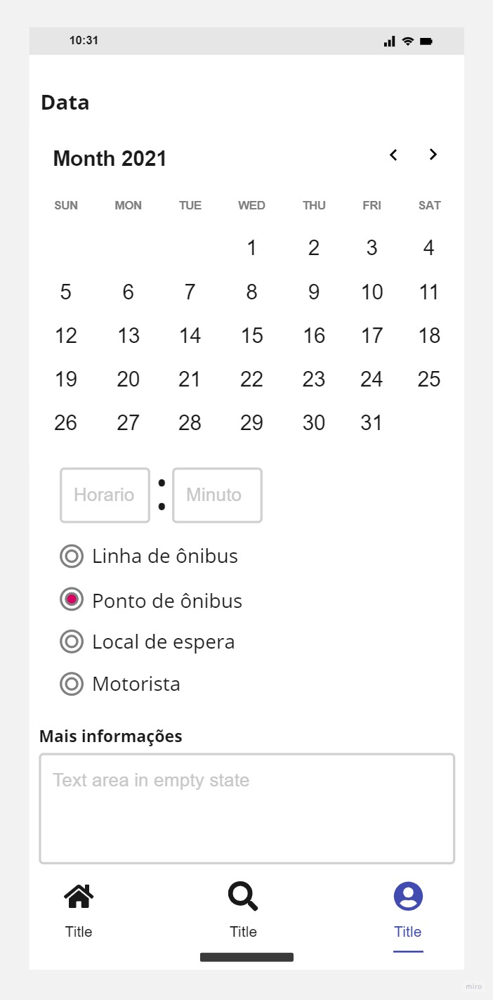 10:31
Data
Month 2021
SUN MON TUE WED THU FRI SAT
1 2 3 4
5 6 7 8 9 10 11
12 13 14 15 16 17 18
19 20 21 22 23 24 25
26 27 28 29 30 31
Horario : Minuto
Linha de ônibus
Ponto de ônibus
Local de espera
Motorista
Mais informações
Text area in empty state
Title Title Title
miro